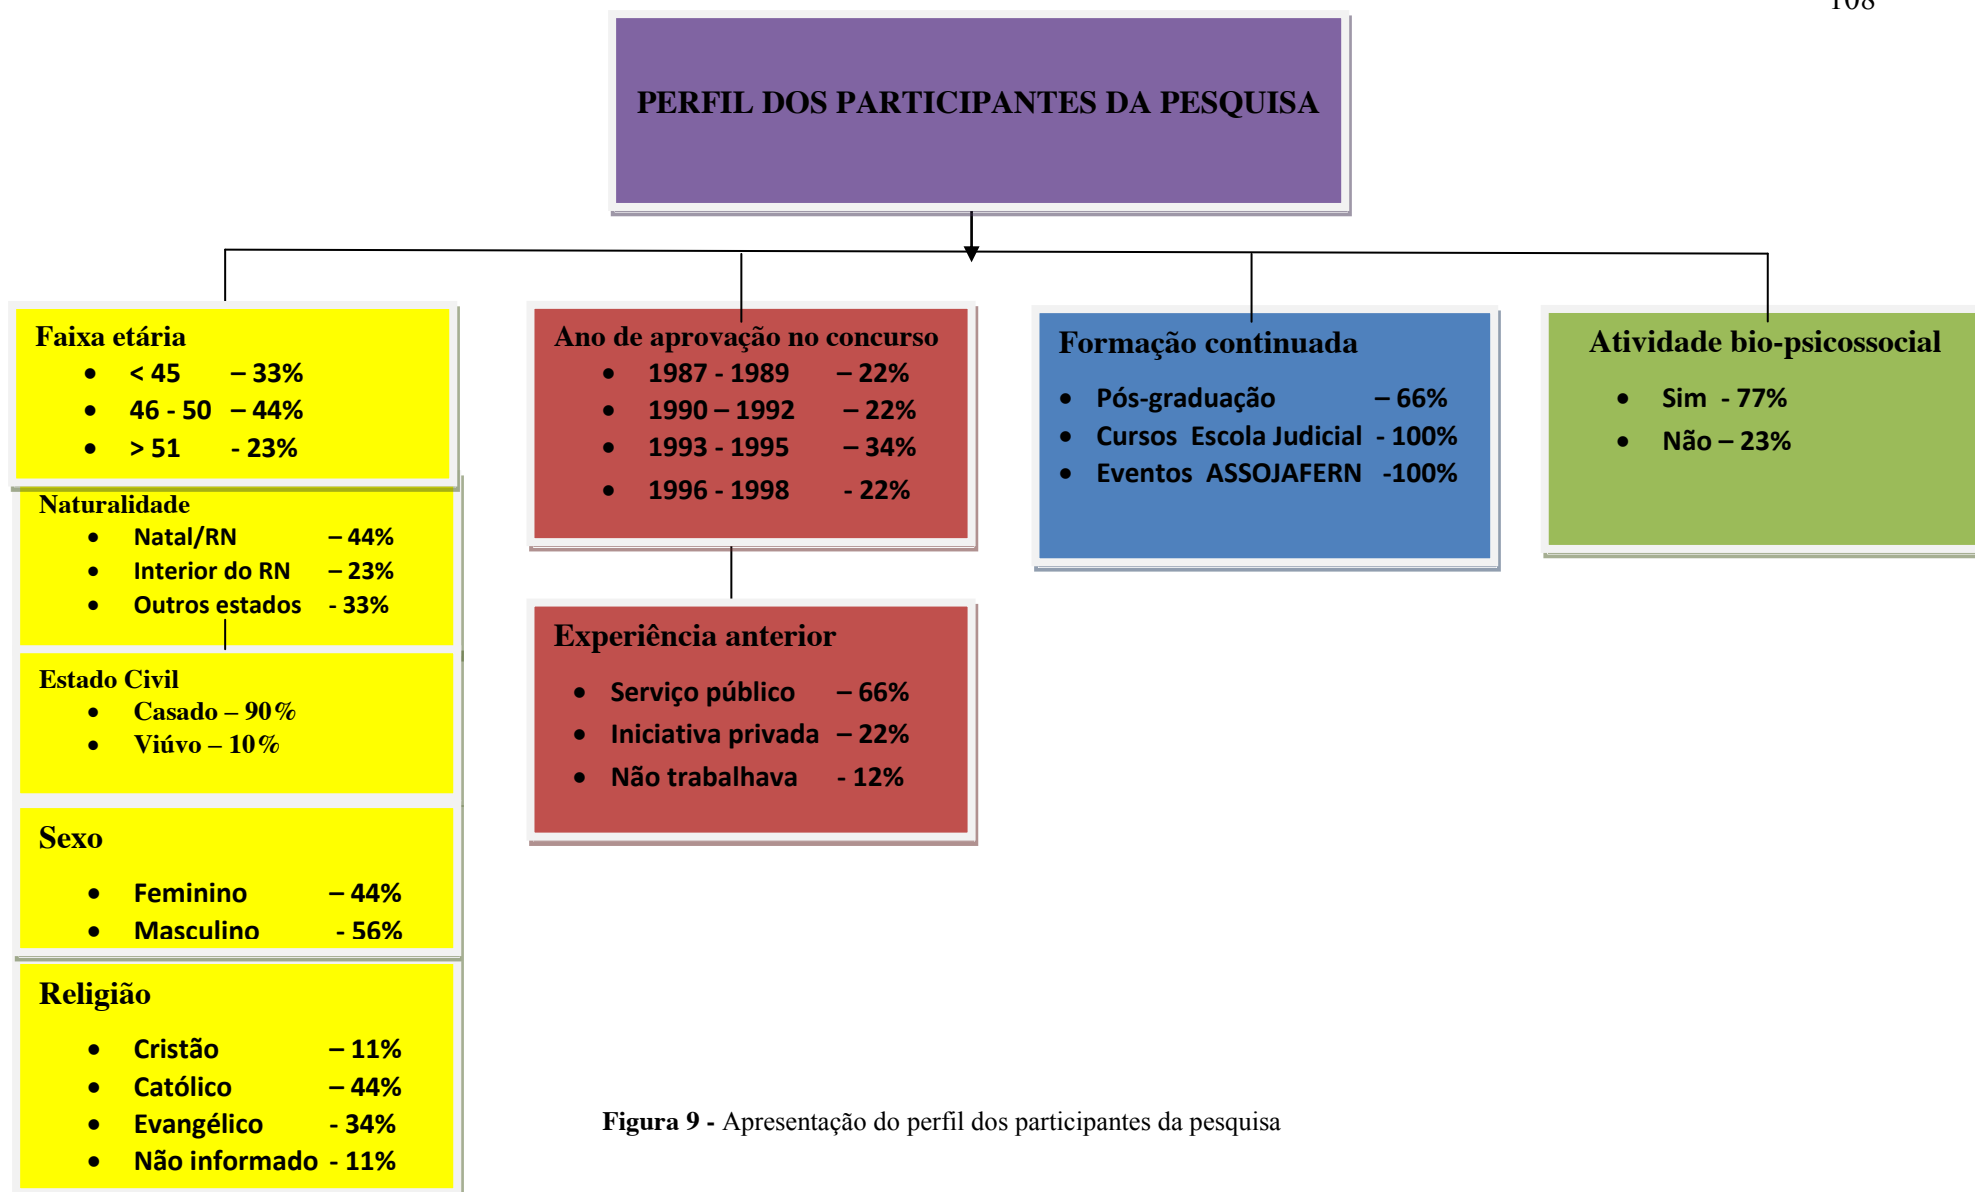 108
PERFIL DOS PARTICIPANTES DA PESQUISA
Faixa etária
• < 45 – 33%
• 46 - 50 – 44%
• > 51 - 23%
Naturalidade
• Natal/RN – 44%
• Interior do RN – 23%
• Outros estados - 33%
Estado Civil
• Casado – 90%
• Viúvo – 10%
Sexo
• Feminino – 44%
• Masculino - 56%
Religião
• Cristão – 11%
• Católico – 44%
• Evangélico - 34%
• Não informado - 11%
Ano de aprovação no concurso
• 1987 - 1989 – 22%
• 1990 – 1992 – 22%
• 1993 - 1995 – 34%
• 1996 - 1998 - 22%
Experiência anterior
• Serviço público – 66%
• Iniciativa privada – 22%
• Não trabalhava - 12%
Formação continuada
• Pós-graduação – 66%
• Cursos Escola Judicial - 100%
• Eventos ASSOJAFERN -100%
Atividade bio-psicossocial
• Sim - 77%
• Não – 23%
Figura 9 - Apresentação do perfil dos participantes da pesquisa